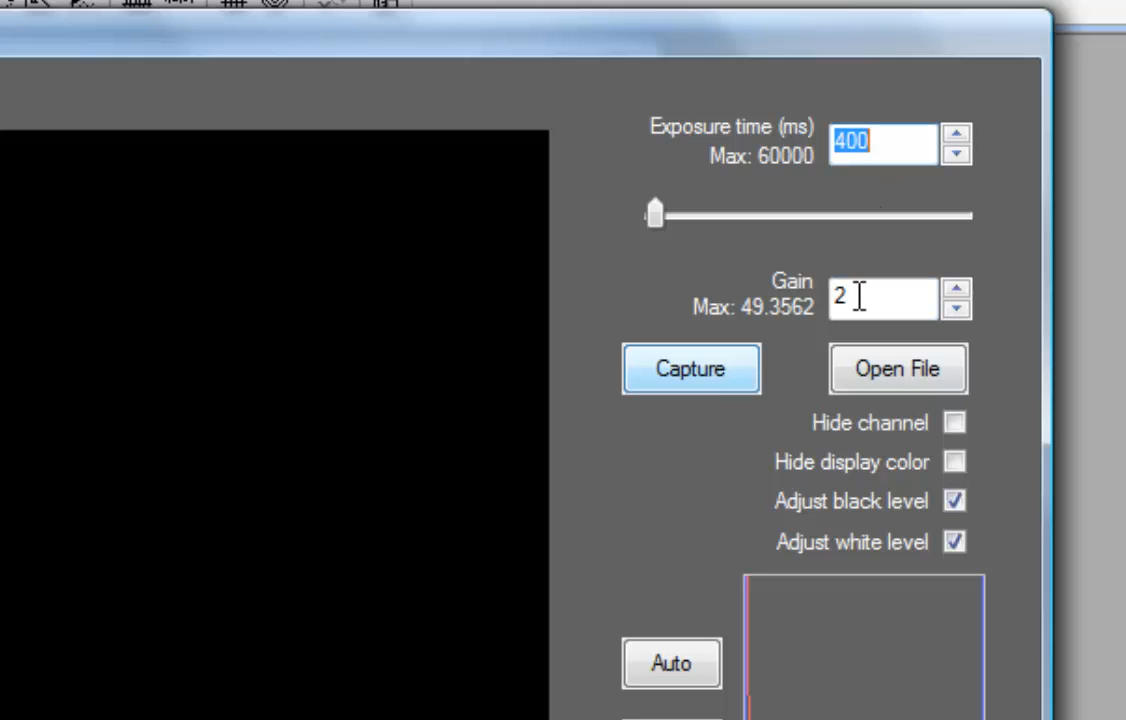 Exposure time (ms)
400
Max: 60000
Gain
2
Max: 49.3562
Capture
Open File
Hide channel
Hide display color
Adjust black level
Adjust white level
Auto